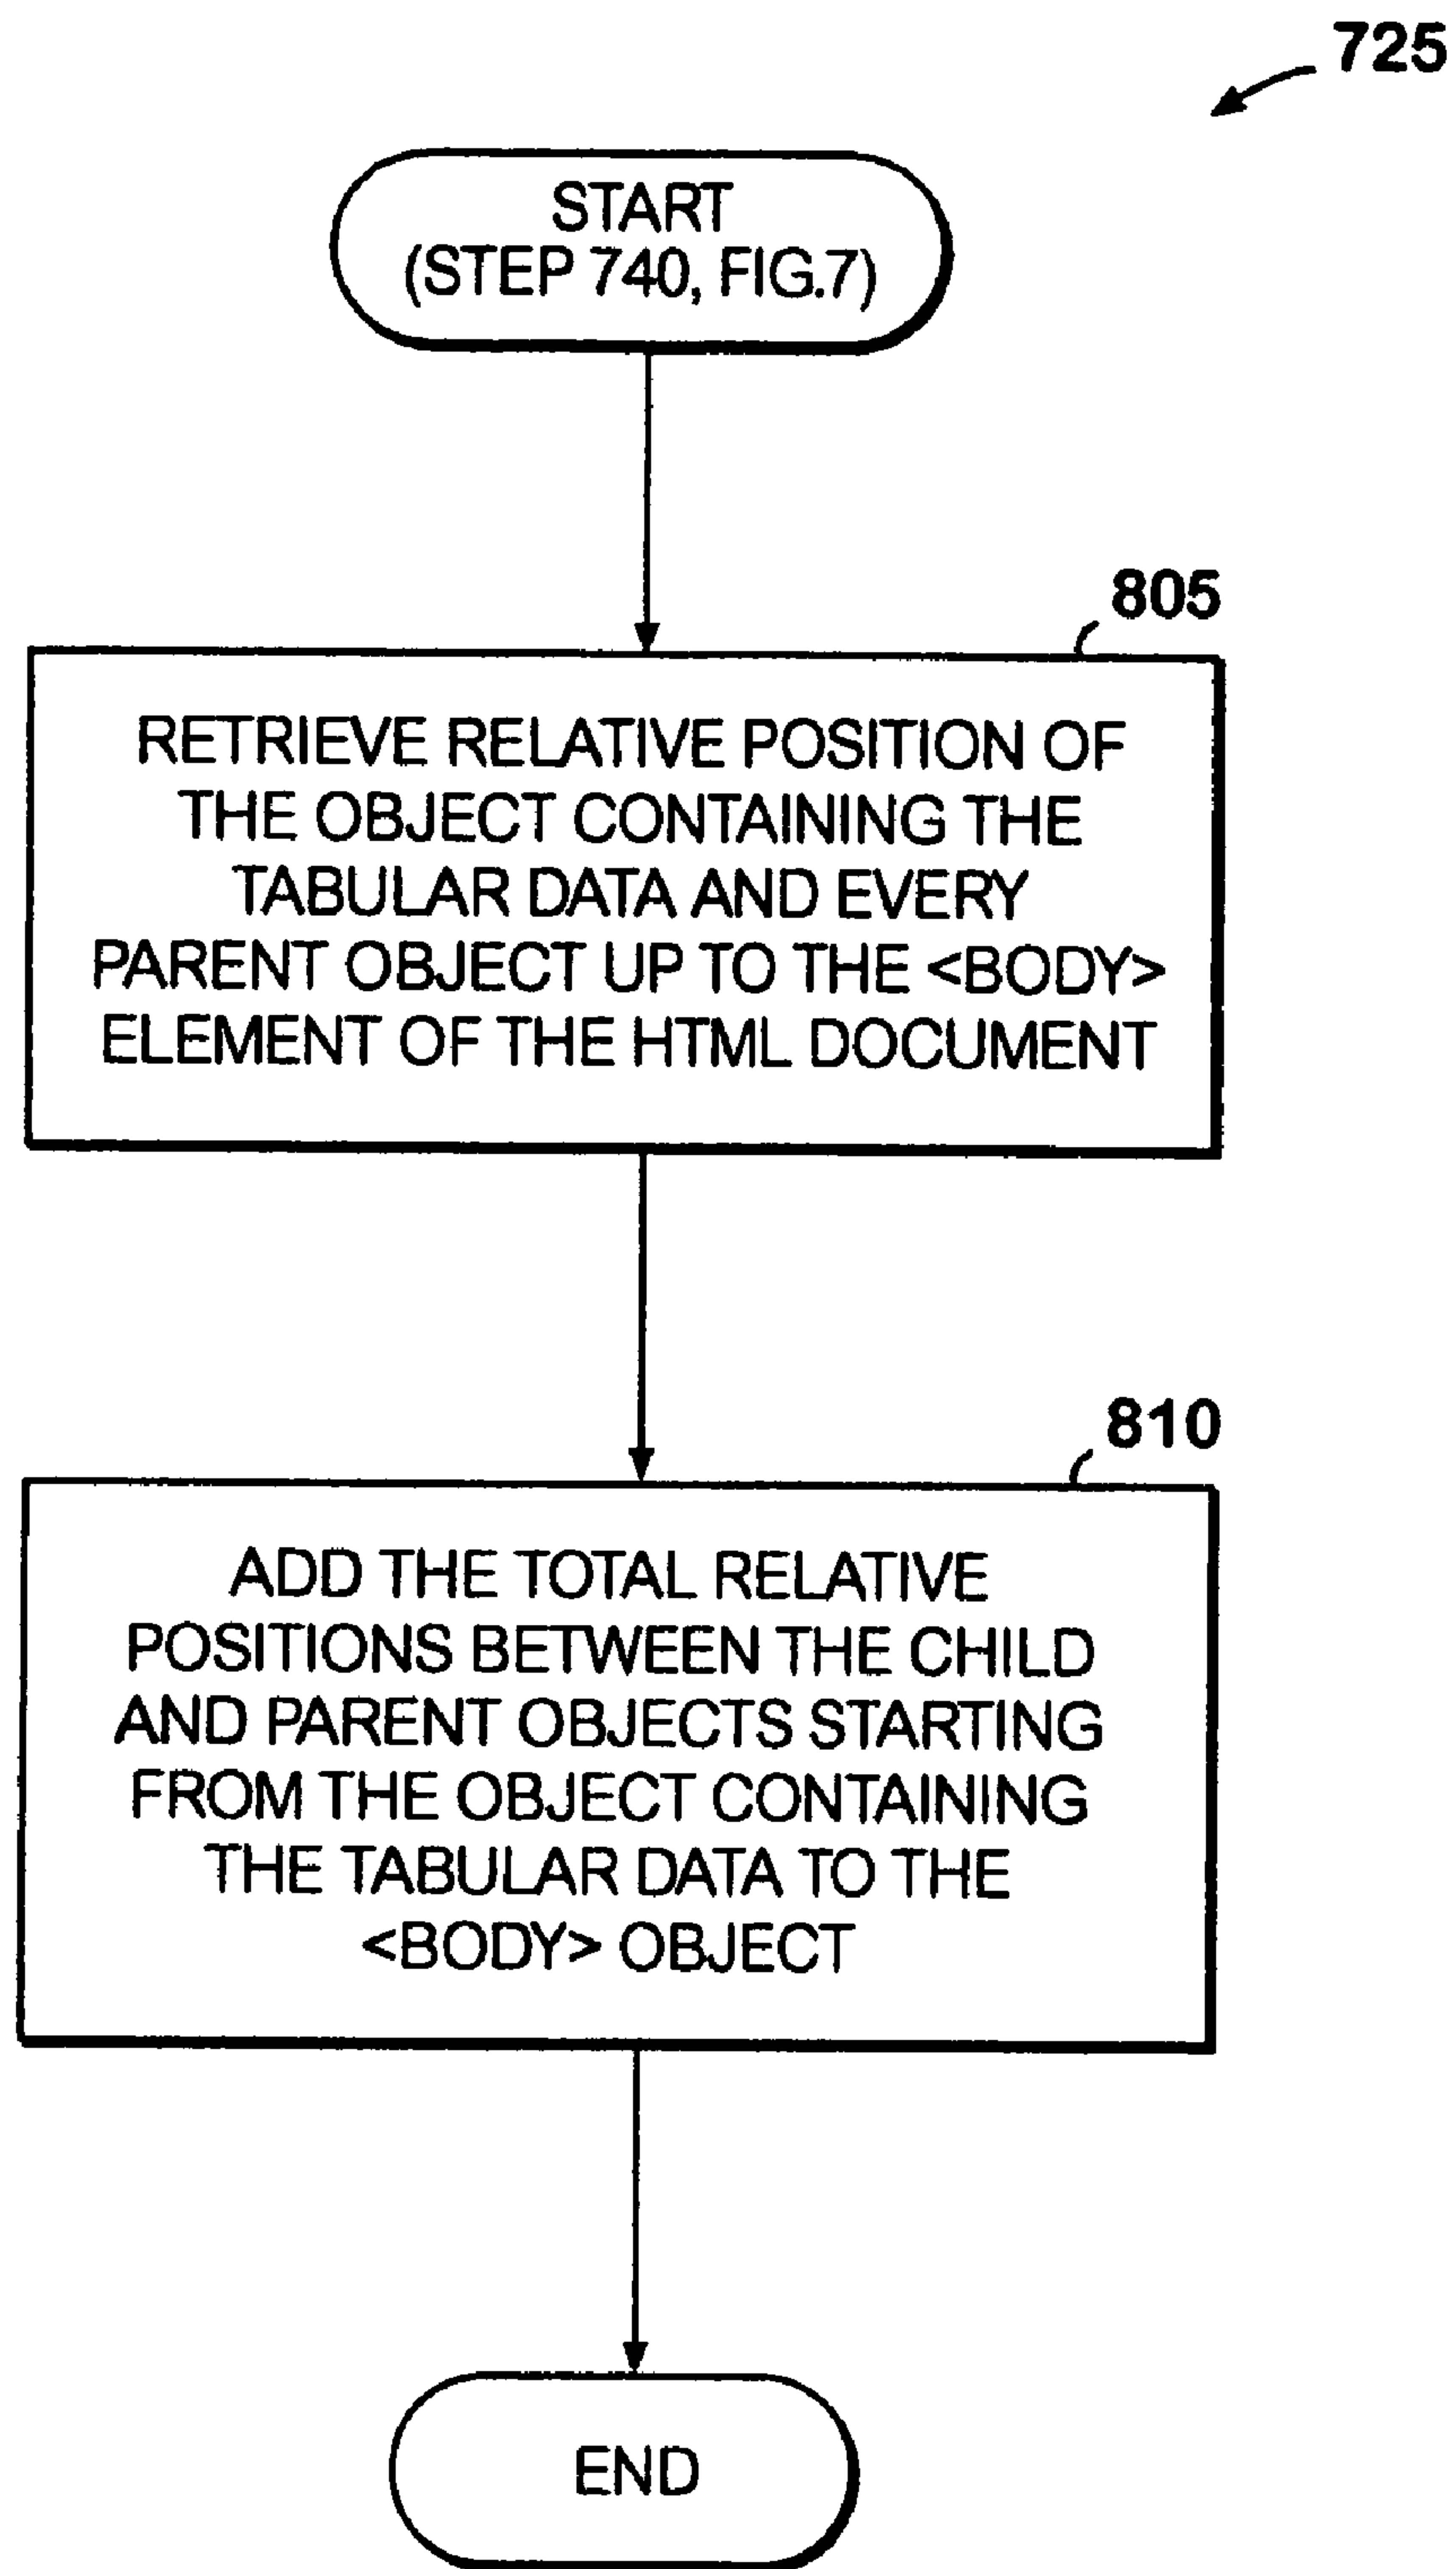 725
START
(STEP 740, FIG.7)
805
RETRIEVE RELATIVE POSITION OF
THE OBJECT CONTAINING THE
TABULAR DATA AND EVERY
PARENT OBJECT UP TO THE <BODY>
ELEMENT OF THE HTML DOCUMENT
810
ADD THE TOTAL RELATIVE
POSITIONS BETWEEN THE CHILD
AND PARENT OBJECTS STARTING
FROM THE OBJECT CONTAINING
THE TABULAR DATA TO THE
<BODY> OBJECT
END